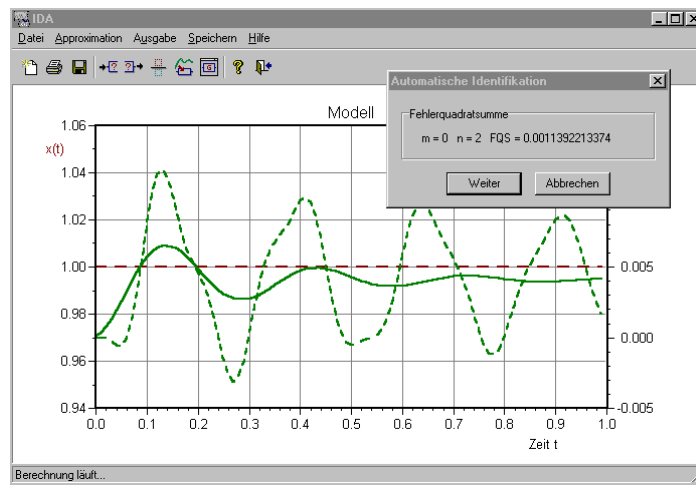 IDA
Datei Approximation Ausgabe Speichern Hilfe
Automatische Identifikation
Fehlerquadratsumme
m = 0 n = 2 FQS = 0.0011392213374
Weiter Abbrechen
Modell
x(t)
1.06
1.04
1.02
1.00
0.98
0.96
0.94
0.005
0.000
-0.005
0.0 0.1 0.2 0.3 0.4 0.5 0.6 0.7 0.8 0.9 1.0
Zeit t
Berechnung läuft...